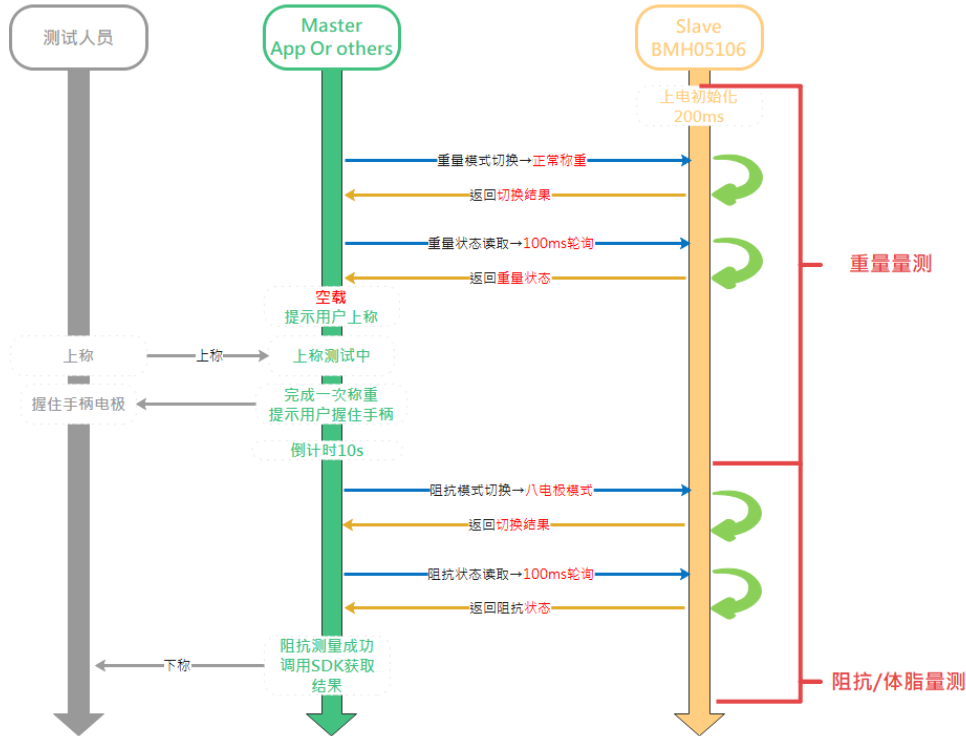 测试人员
Master
App Or others
Slave
BMH05106
上电初始化
200ms
重量模式切换→正常称重
返回切换结果
重量状态读取→100ms轮询
返回重量状态
重量量测
空载
提示用户上称
上称
上称
上称测试中
握住手柄电极
完成一次称重
提示用户握住手柄
倒计时10s
阻抗模式切换→八电极模式
返回切换结果
阻抗状态读取→100ms轮询
返回阻抗状态
阻抗测量成功
调用SDK获取
结果
下称
阻抗/体脂量测